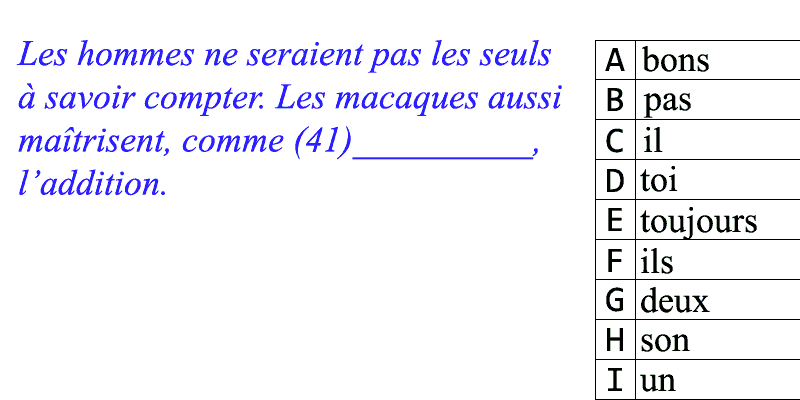 Les hommes ne seraient pas les seuls
à savoir compter. Les macaques aussi
maîtrisent, comme (41)__________,
l’addition.
A bons
B pas
C il
D toi
E toujours
F ils
G deux
H son
I un